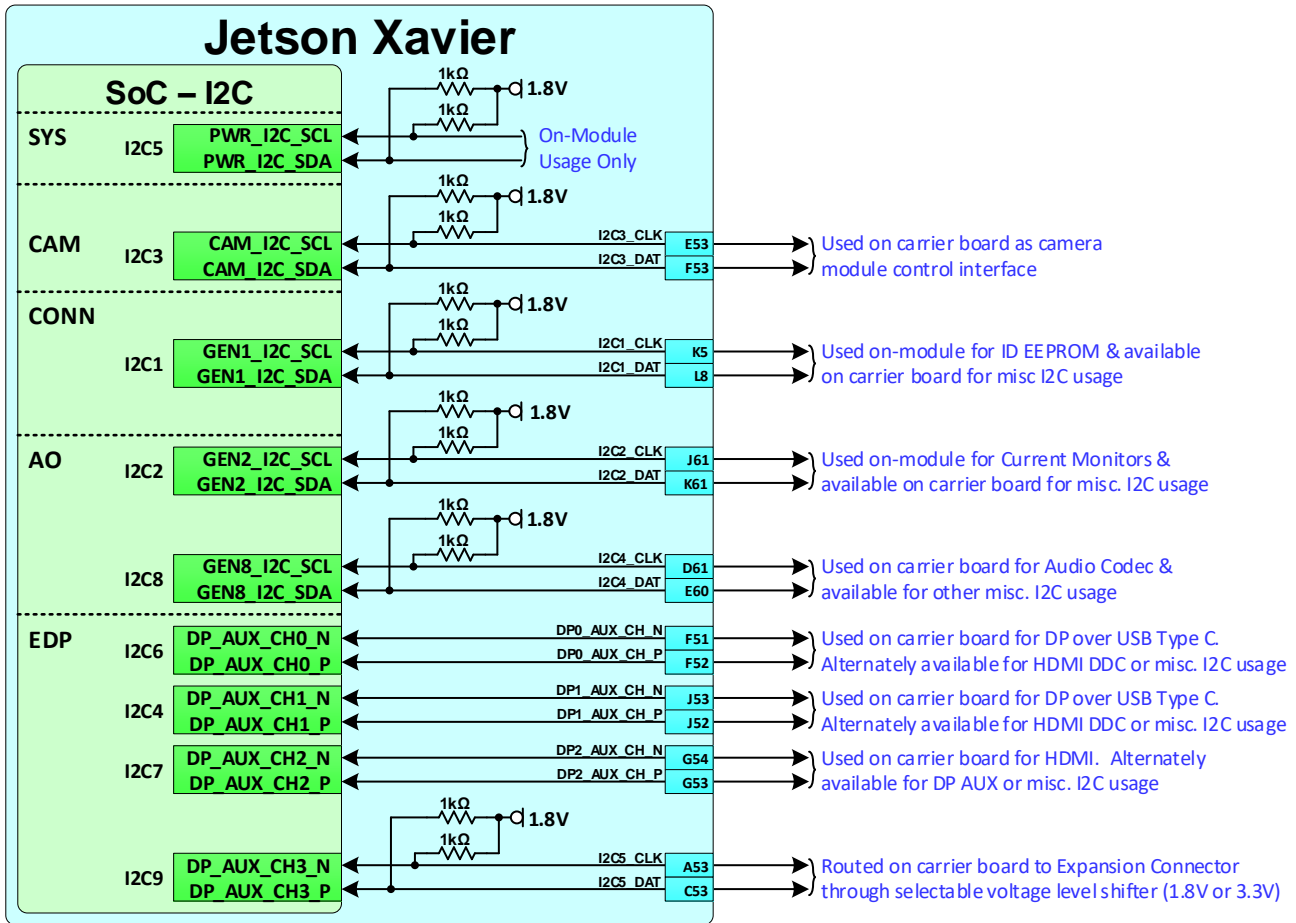 Jetson Xavier
SoC – I2C
1kΩ
1.8V
1kΩ
SYS
I2C5
PWR_I2C_SCL
PWR_I2C_SDA
On-Module
Usage Only
1kΩ
1.8V
1kΩ
CAM
I2C3
CAM_I2C_SCL
CAM_I2C_SDA
I2C3_CLK
I2C3_DAT
E53
F53
Used on carrier board as camera
module control interface
1kΩ
1.8V
1kΩ
CONN
I2C1
GEN1_I2C_SCL
GEN1_I2C_SDA
I2C1_CLK
I2C1_DAT
K5
L8
Used on-module for ID EEPROM & available
on carrier board for misc I2C usage
1kΩ
1.8V
1kΩ
AO
I2C2
GEN2_I2C_SCL
GEN2_I2C_SDA
I2C2_CLK
I2C2_DAT
J61
K61
Used on-module for Current Monitors &
available on carrier board for misc. I2C usage
1kΩ
1.8V
1kΩ
I2C8
GEN8_I2C_SCL
GEN8_I2C_SDA
I2C4_CLK
I2C4_DAT
D61
E60
Used on carrier board for Audio Codec &
available for other misc. I2C usage
EDP
I2C6
DP_AUX_CH0_N
DP_AUX_CH0_P
DP0_AUX_CH_N
DP0_AUX_CH_P
F51
F52
Used on carrier board for DP over USB Type C.
Alternately available for HDMI DDC or misc. I2C usage
I2C4
DP_AUX_CH1_N
DP_AUX_CH1_P
DP1_AUX_CH_N
DP1_AUX_CH_P
J53
J52
Used on carrier board for DP over USB Type C.
Alternately available for HDMI DDC or misc. I2C usage
I2C7
DP_AUX_CH2_N
DP_AUX_CH2_P
DP2_AUX_CH_N
DP2_AUX_CH_P
G54
G53
Used on carrier board for HDMI. Alternately
available for DP AUX or misc. I2C usage
1kΩ
1.8V
1kΩ
I2C9
DP_AUX_CH3_N
DP_AUX_CH3_P
I2C5_CLK
I2C5_DAT
A53
C53
Routed on carrier board to Expansion Connector
through selectable voltage level shifter (1.8V or 3.3V)